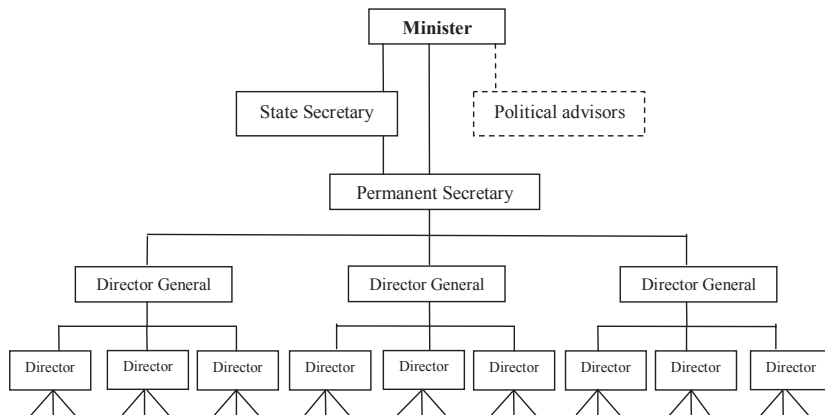 Minister
State Secretary
Political advisors
Permanent Secretary
Director General
Director General
Director General
Director
Director
Director
Director
Director
Director
Director
Director
Director